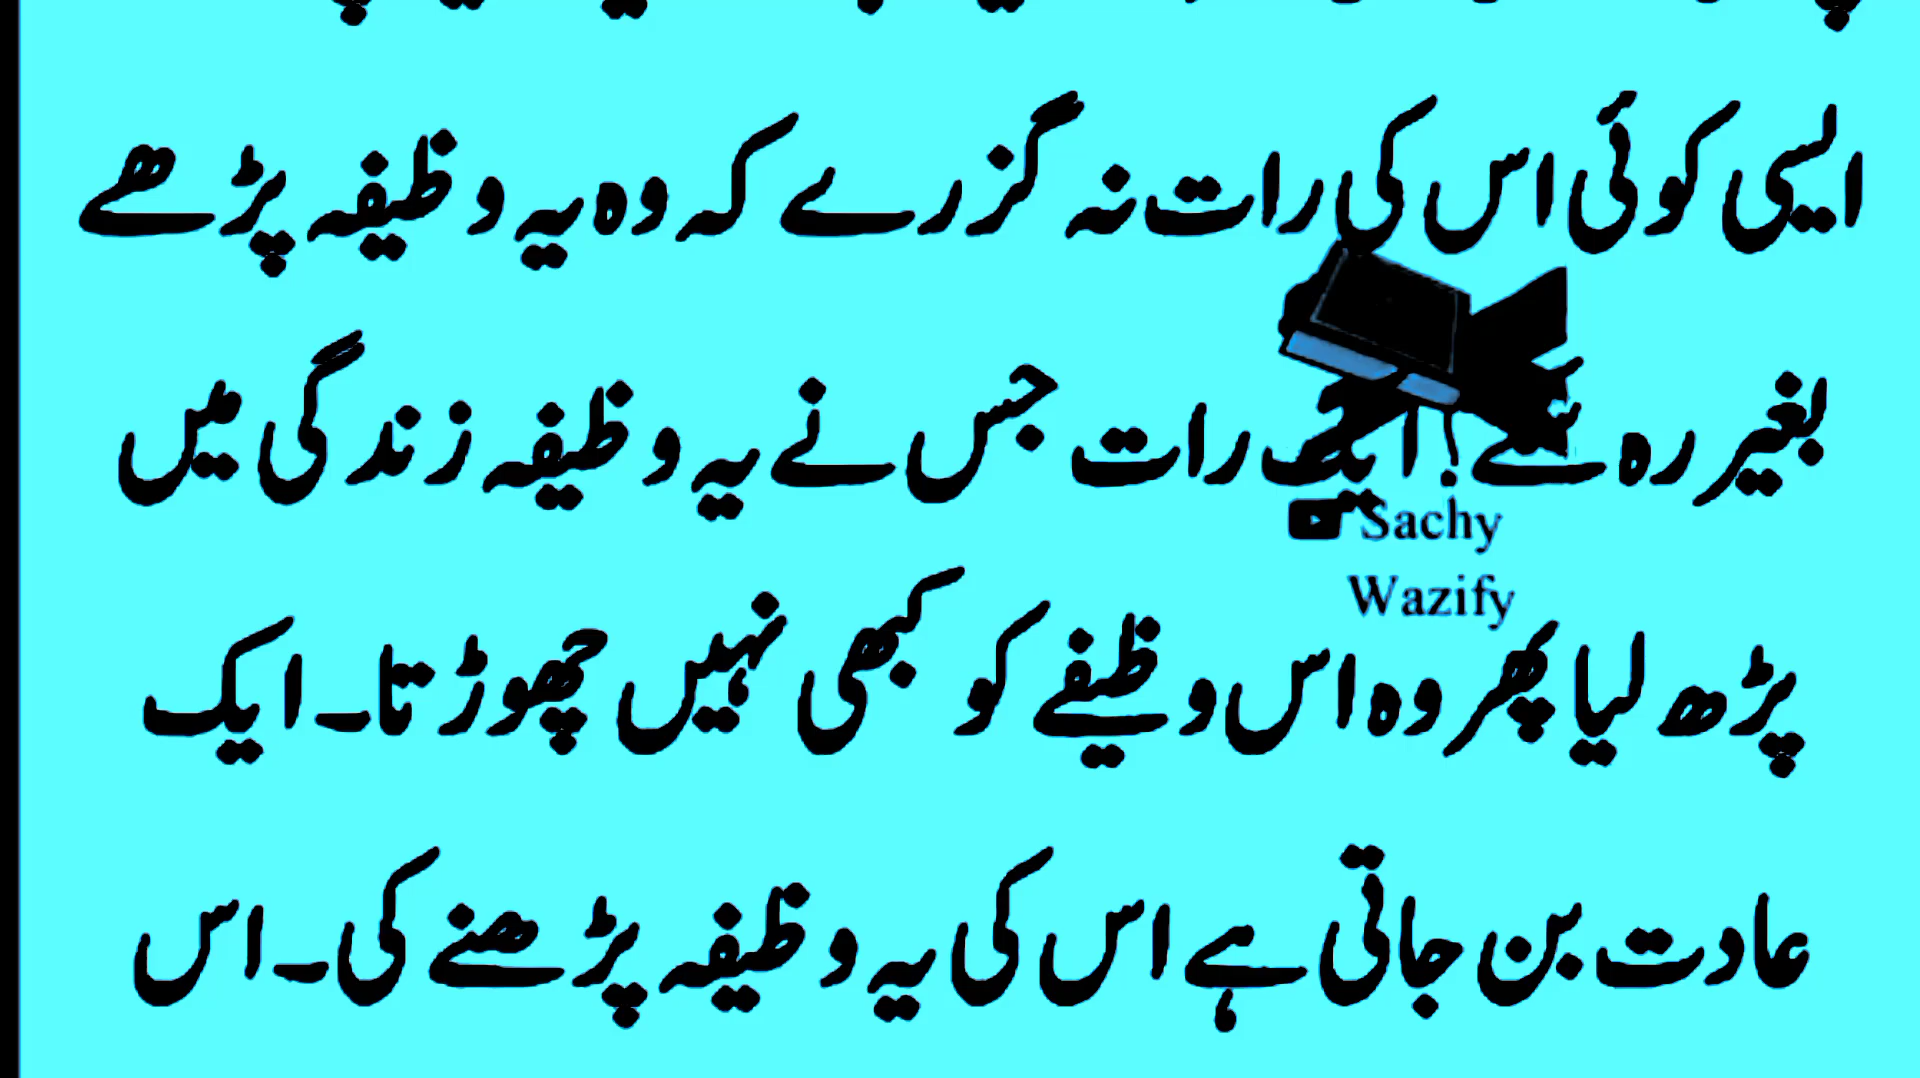 ایسی کوئی اس کی رات نہ گزرے کہ وہ یہ وظیفہ پڑھے
بغیر رہ سکے! ایک رات جس نے یہ وظیفہ زندگی میں
Sachy
Wazify
پڑھ لیا پھر وہ اس وظیفے کو کبھی نہیں چھوڑتا۔ ایک
عادت بن جاتی ہے اس کی یہ وظیفہ پڑھنے کی۔ اس